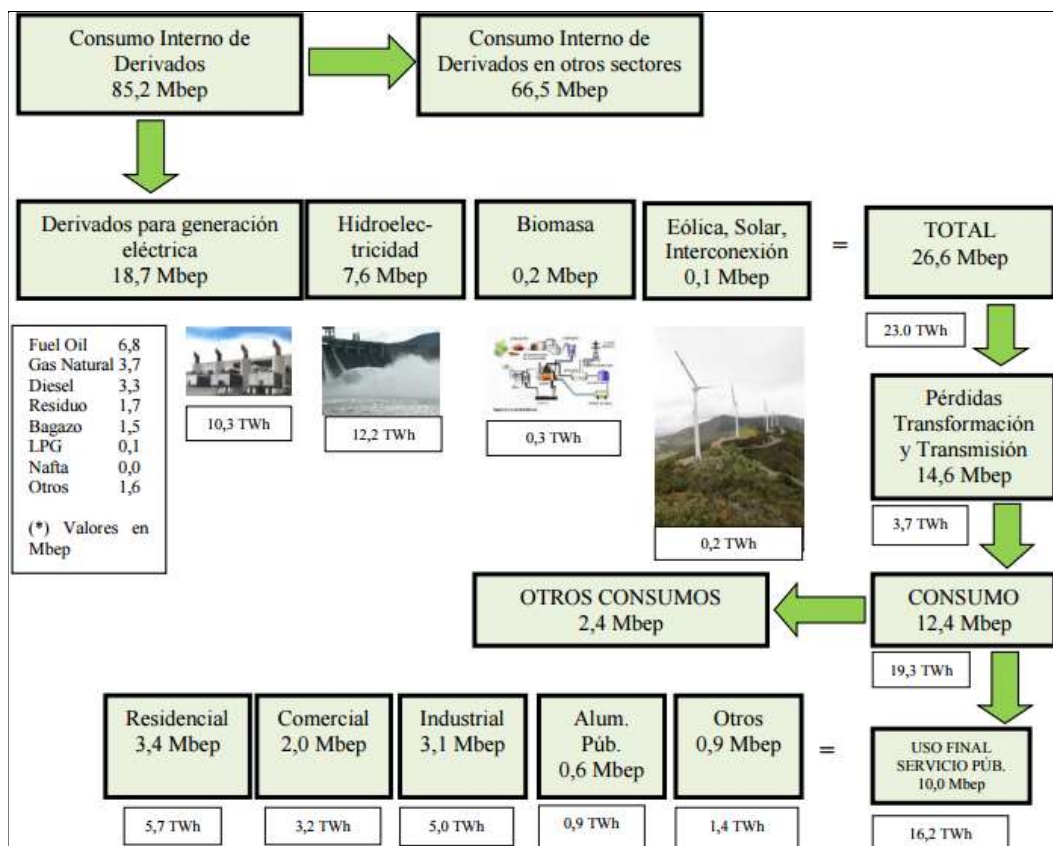 Consumo Interno de
Derivados
85,2 Mbep
Consumo Interno de
Derivados en otros sectores
66,5 Mbep
Derivados para generación
eléctrica
18,7 Mbep
Hidroelec-
tricidad
7,6 Mbep
Biomasa
0,2 Mbep
Eólica, Solar,
Interconexión
0,1 Mbep
=
TOTAL
26,6 Mbep
23.0 TWh
Fuel Oil 6,8
Gas Natural 3,7
Diesel 3,3
Residuo 1,7
Bagazo 1,5
LPG 0,1
Nafta 0,0
Otros 1,6
(*) Valores en
Mbep
10,3 TWh
12,2 TWh
0,3 TWh
0,2 TWh
Pérdidas
Transformación
y Transmisión
14,6 Mbep
3,7 TWh
OTROS CONSUMOS
2,4 Mbep
CONSUMO
12,4 Mbep
19,3 TWh
Residencial
3,4 Mbep
Comercial
2,0 Mbep
Industrial
3,1 Mbep
Alum.
Púb.
0,6 Mbep
Otros
0,9 Mbep
=
USO FINAL
SERVICIO PÚB.
10,0 Mbep
5,7 TWh
3,2 TWh
5,0 TWh
0,9 TWh
1,4 TWh
16,2 TWh